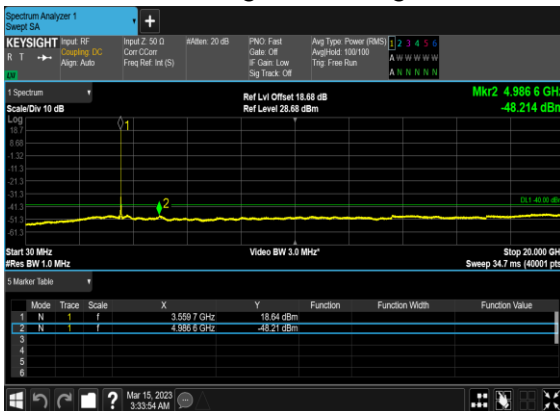 Spectrum Analyzer 1
Swept SA
KEYSIGHT
R T
LV
Input: RF
Coupling: DC
Align: Auto
Input Z: 50 Ω
Corr CCorr
Freq Ref: Int (S)
#Atten: 20 dB
PNO: Fast
Gate: Off
IF Gain: Low
Sig Track: Off
Avg Type: Power (RMS)
Avg|Hold: 100/100
Trig: Free Run
1 2 3 4 5 6
A W W W W W
A N N N N N
1 Spectrum
Scale/Div 10 dB
Ref Lvl Offset 18.68 dB
Ref Level 28.68 dBm
Mkr2 4.986 6 GHz
-48.214 dBm
Log
18.7
8.68
-1.32
-11.3
-21.3
-31.3
-41.3
-51.3
-61.3
1
2
DL1 -40.00 dBm
Start 30 MHz
#Res BW 1.0 MHz
Video BW 3.0 MHz*
Stop 20.000 GH
Sweep 34.7 ms (40001 pts
5 Marker Table
Mode Trace Scale X Y Function Function Width Function Value
1 N 1 f 3.559 7 GHz 18.64 dBm
2 N 1 f 4.986 6 GHz -48.21 dBm
3
4
5
6
?
Mar 15, 2023
3:33:54 AM